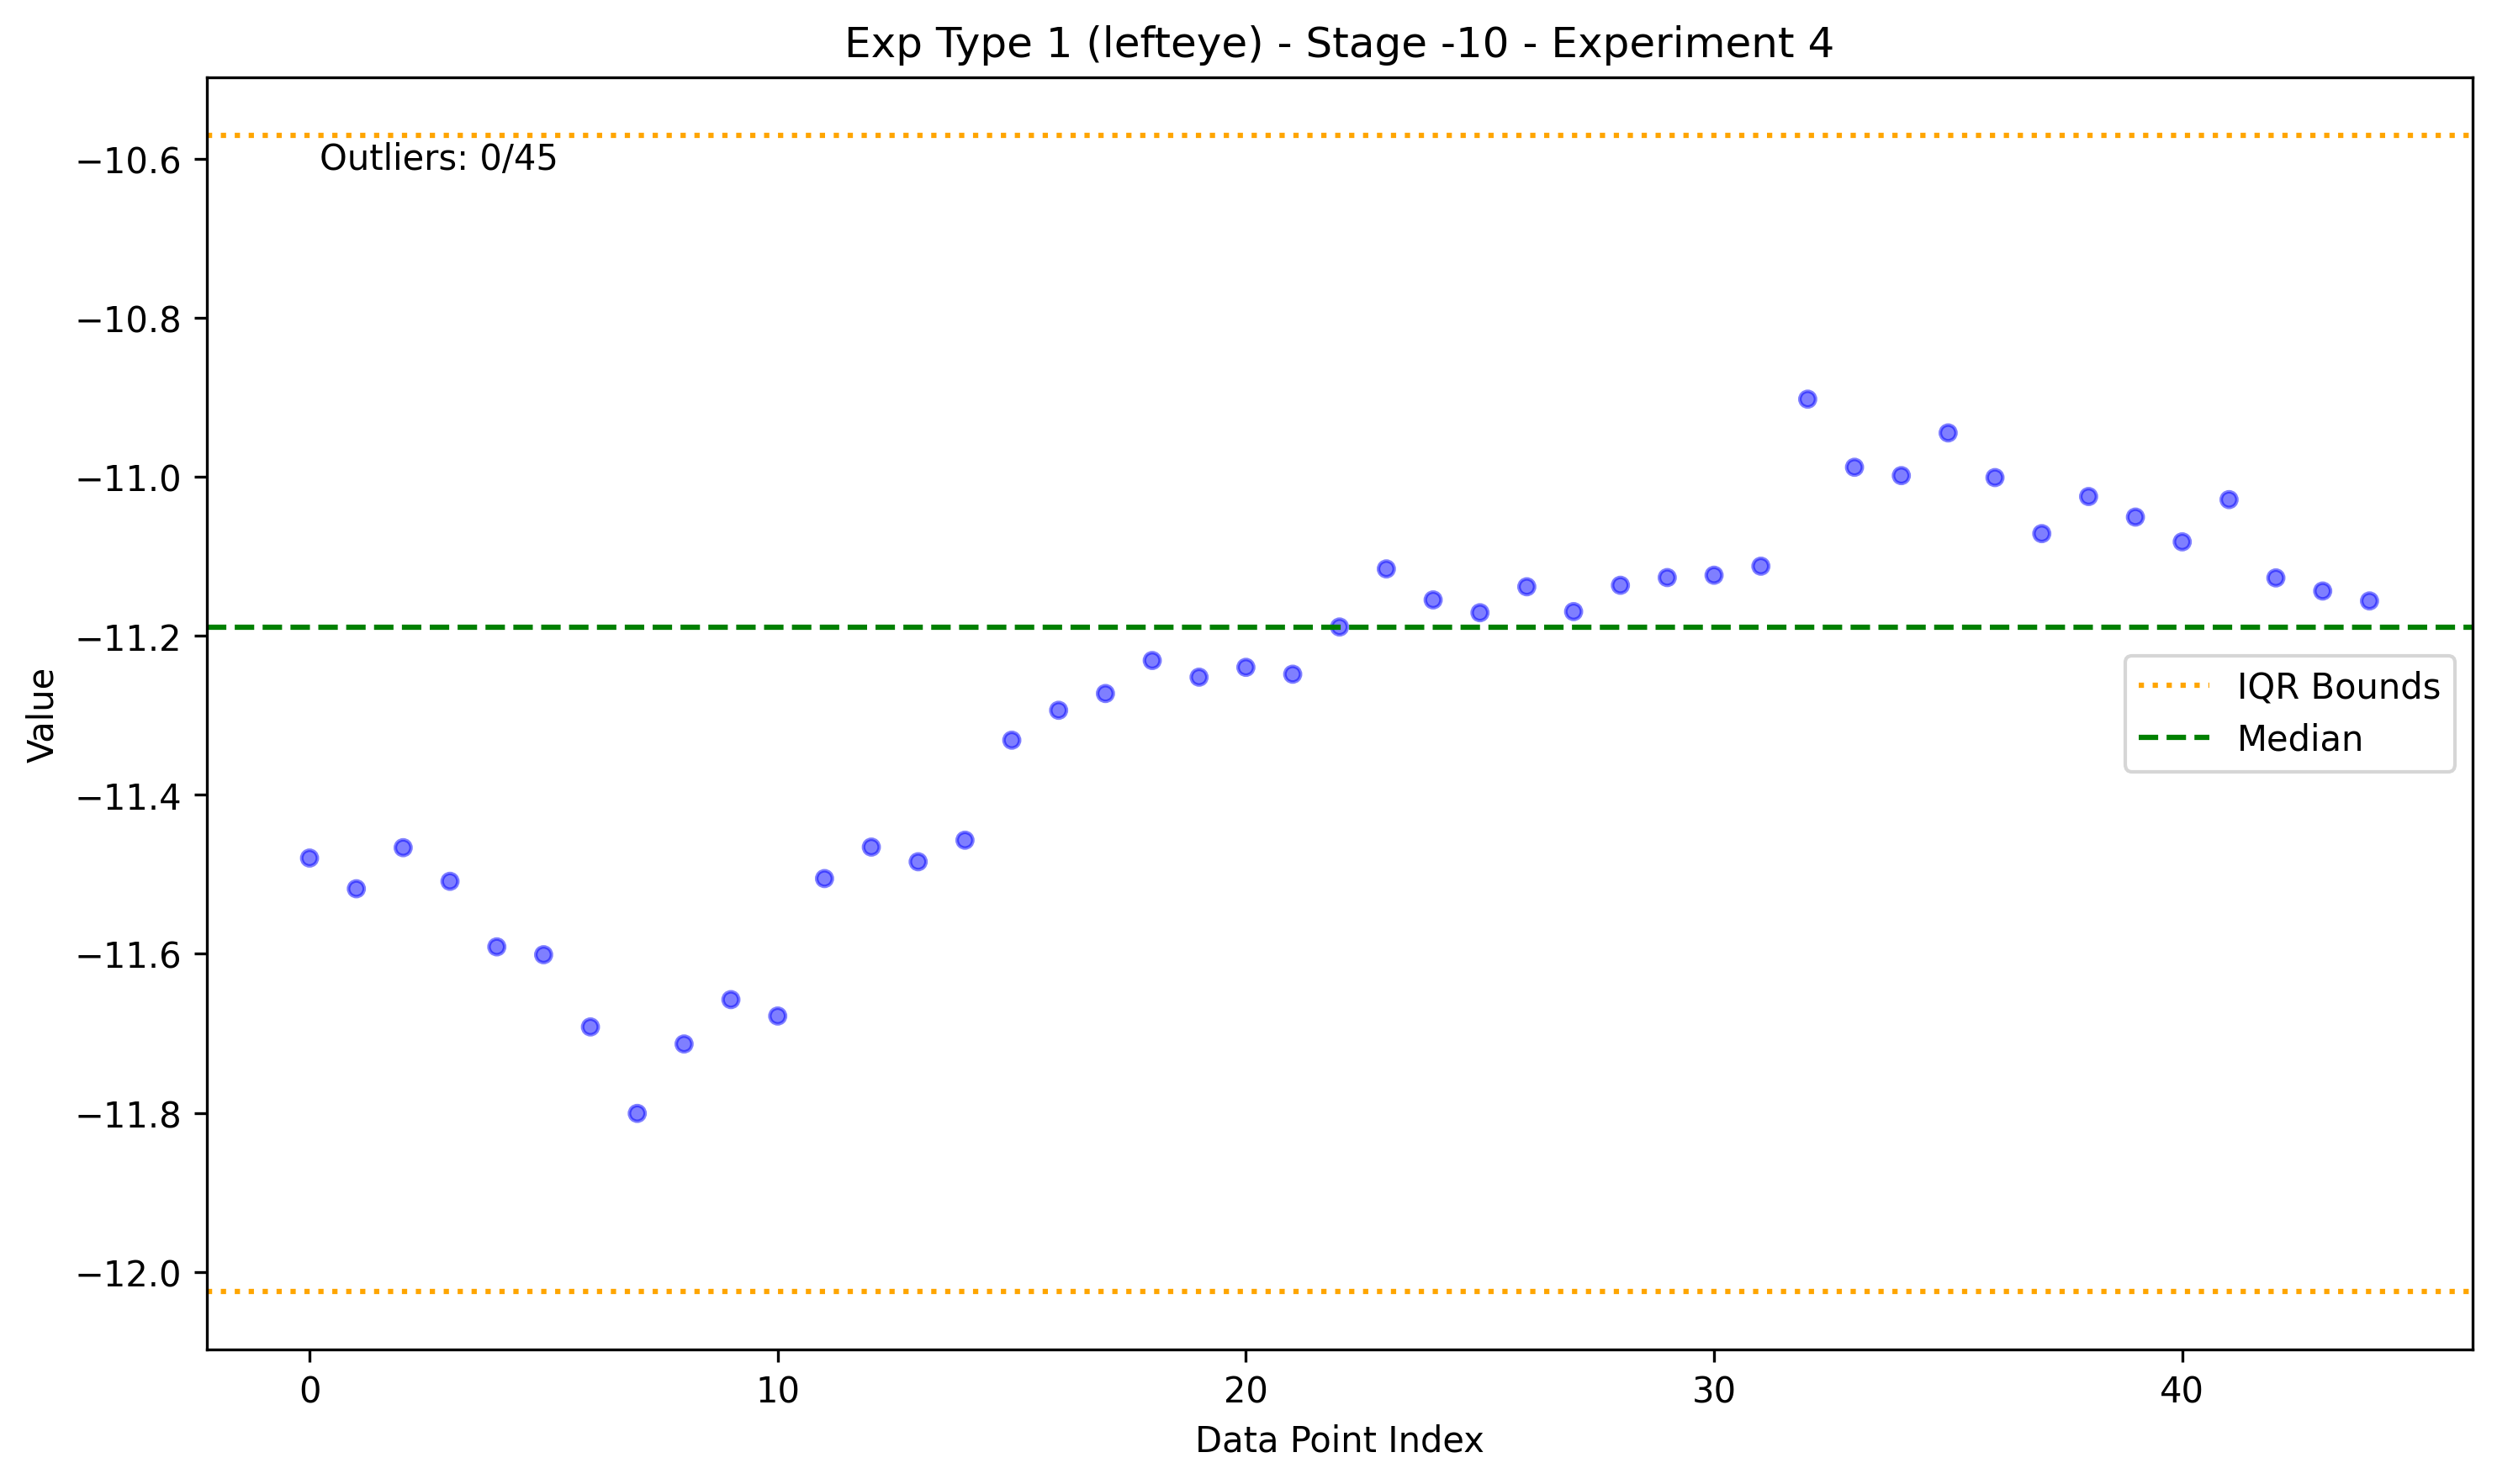 Exp Type 1 (lefteye) - Stage -10 - Experiment 4
Outliers: 0/45
−10.6
−10.8
−11.0
−11.2
−11.4
−11.6
−11.8
−12.0
Value
IQR Bounds
Median
0 10 20 30 40
Data Point Index